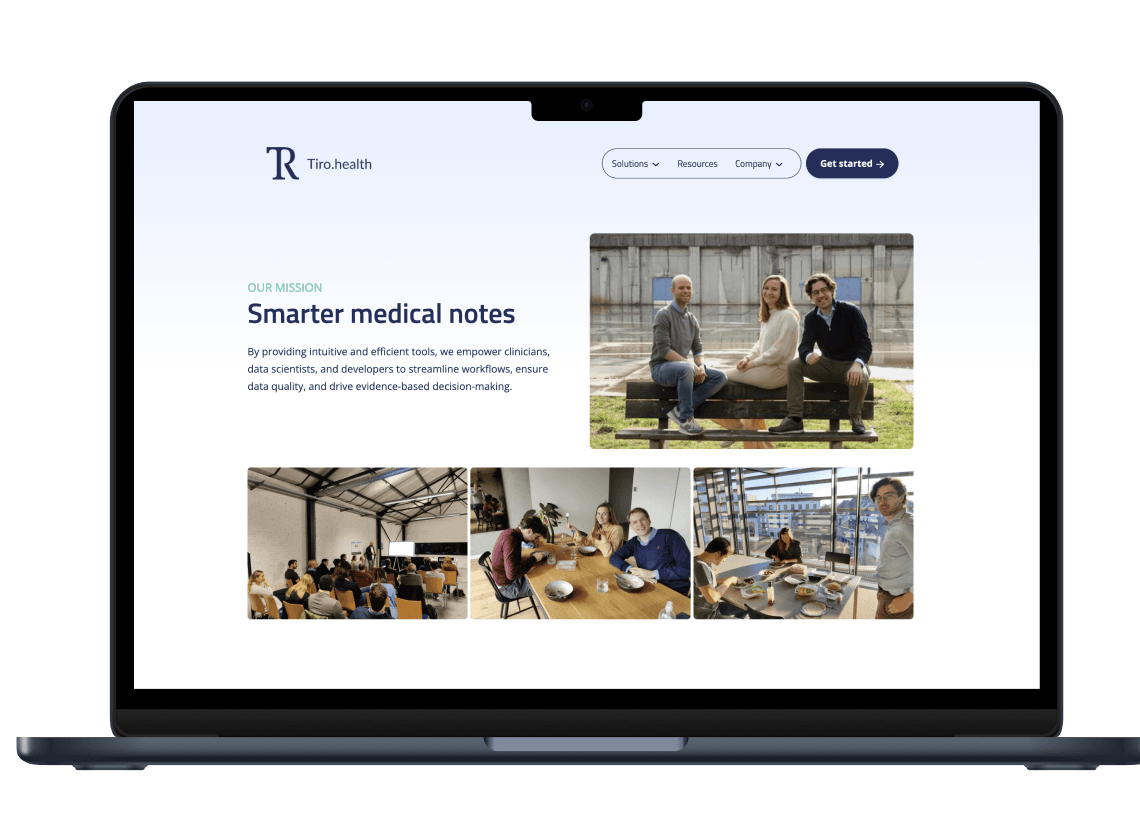 TR Tiro.health
Solutions
Resources
Company
Get started →
OUR MISSION
Smarter medical notes
By providing intuitive and efficient tools, we empower clinicians,
data scientists, and developers to streamline workflows, ensure
data quality, and drive evidence-based decision-making.